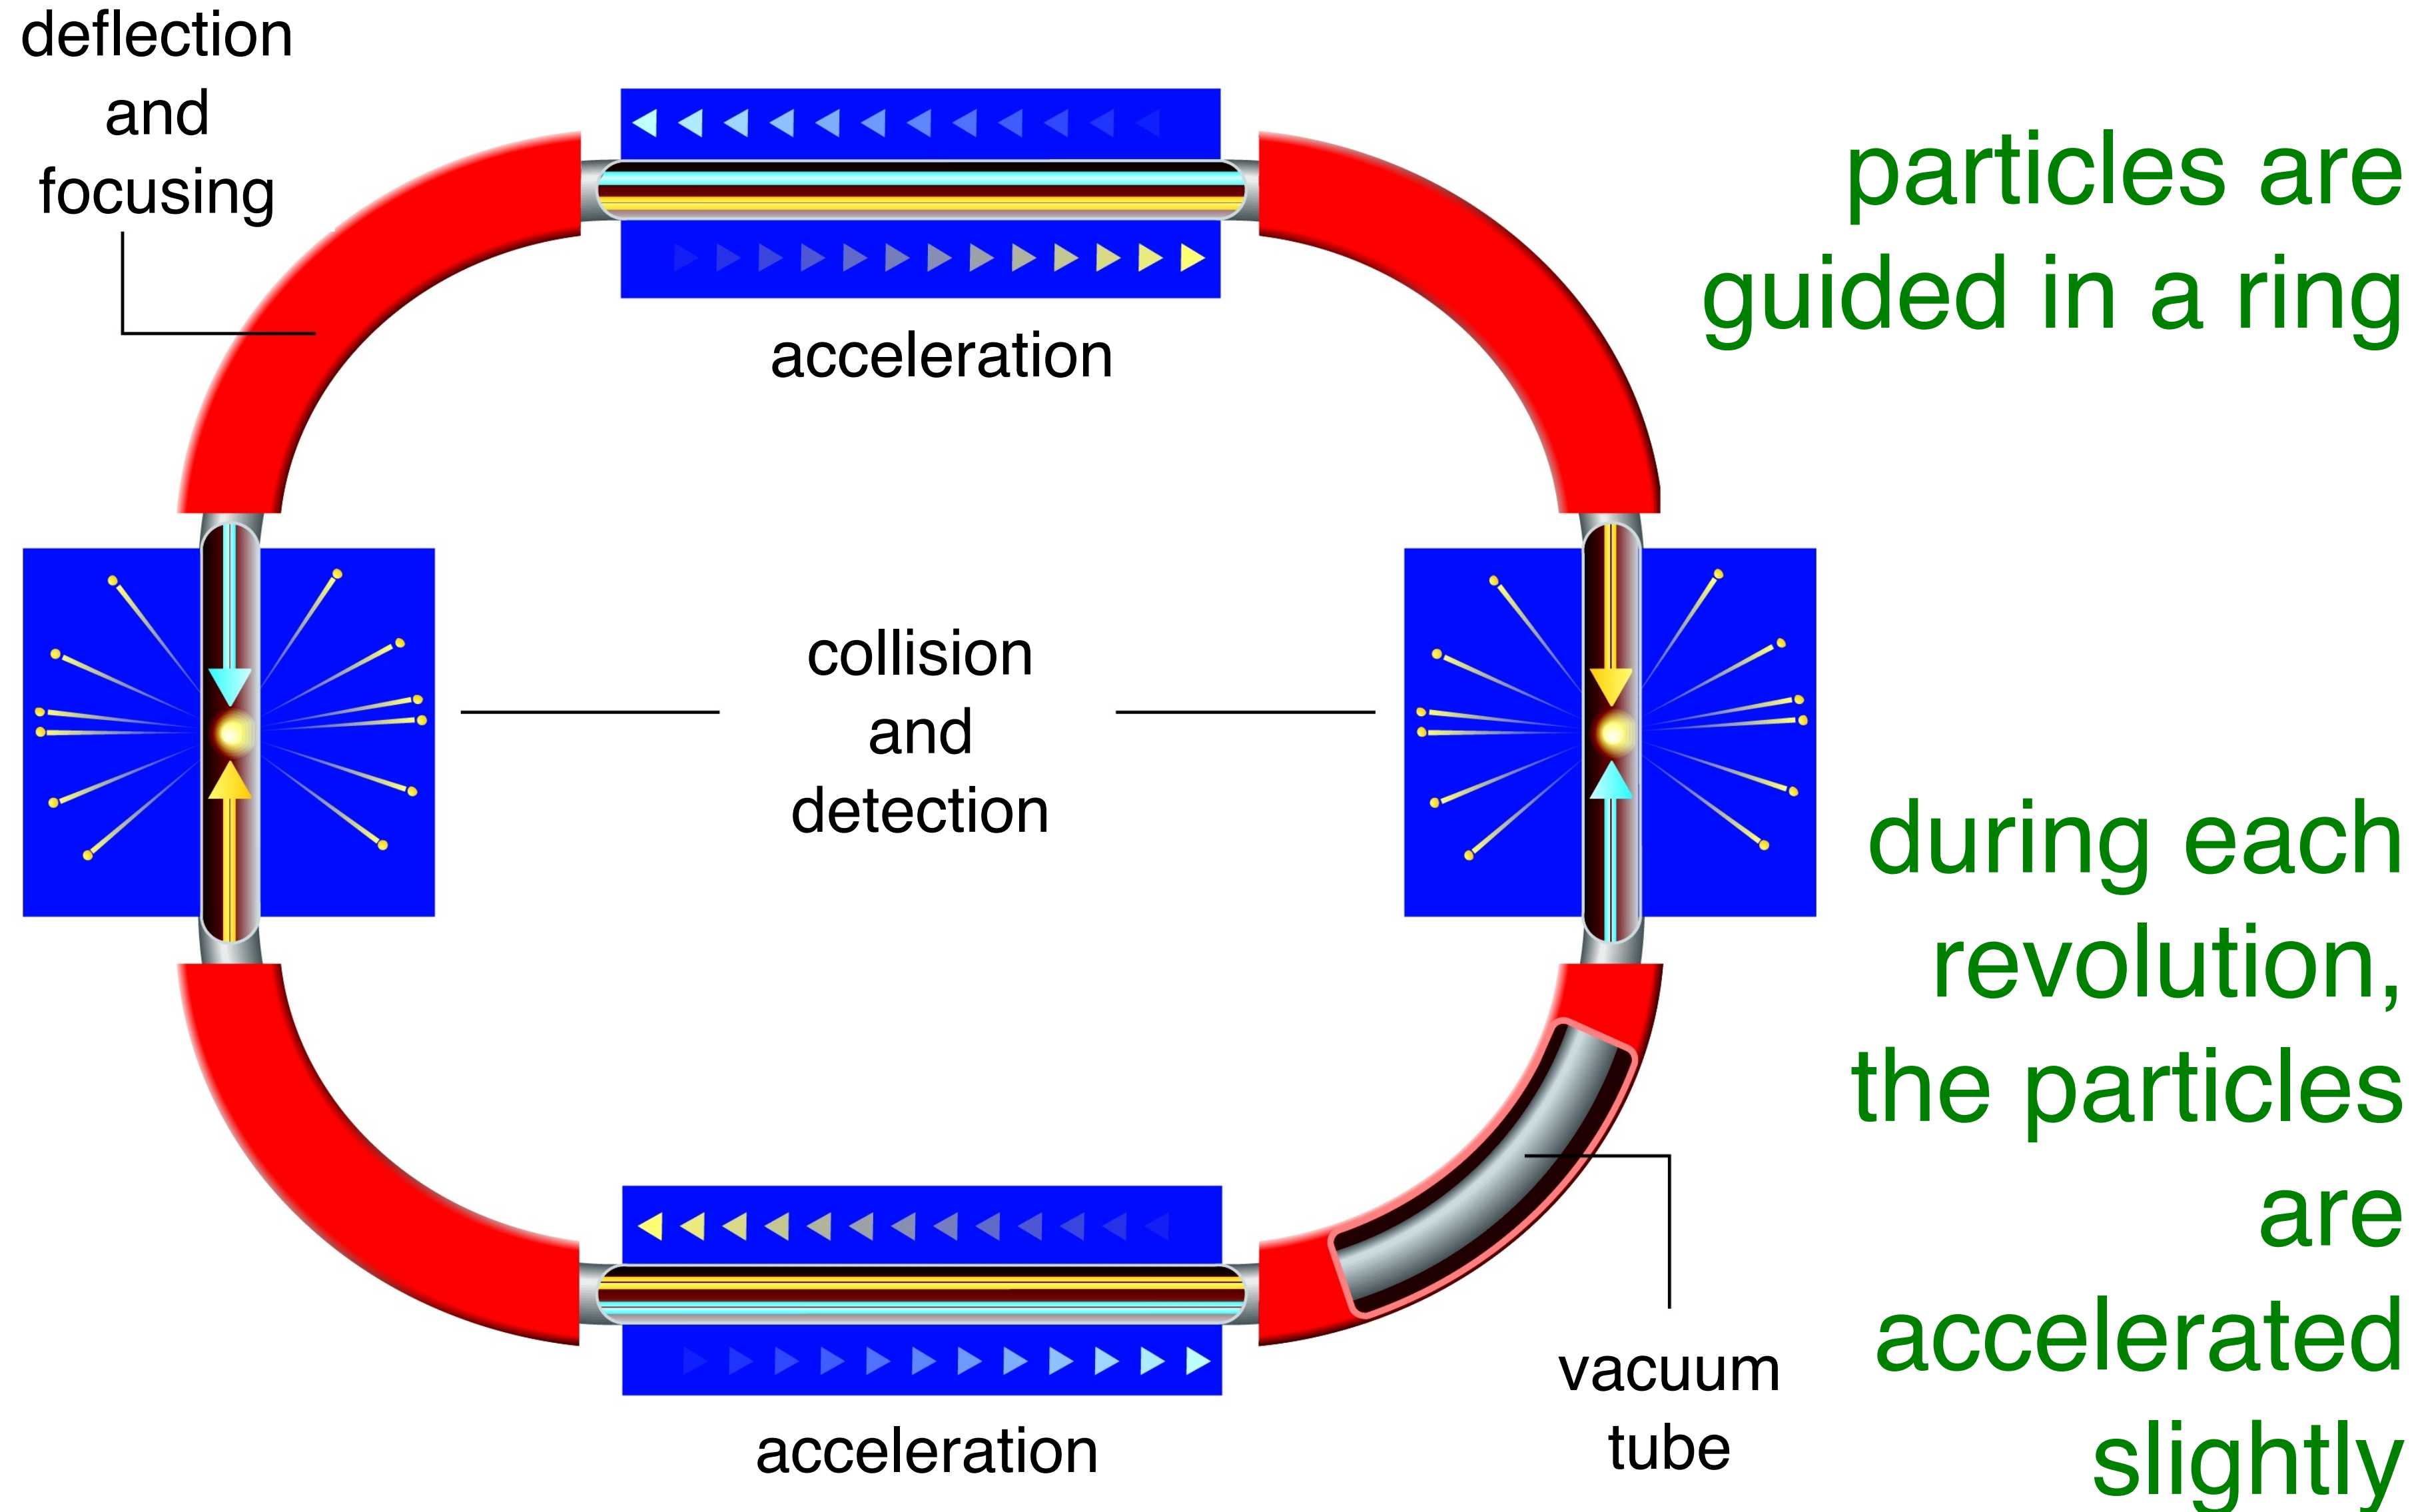 deflection
and
focusing
acceleration
particles are
guided in a ring
collision
and
detection
during each
revolution,
the particles
are
accelerated
slightly
vacuum
tube
acceleration